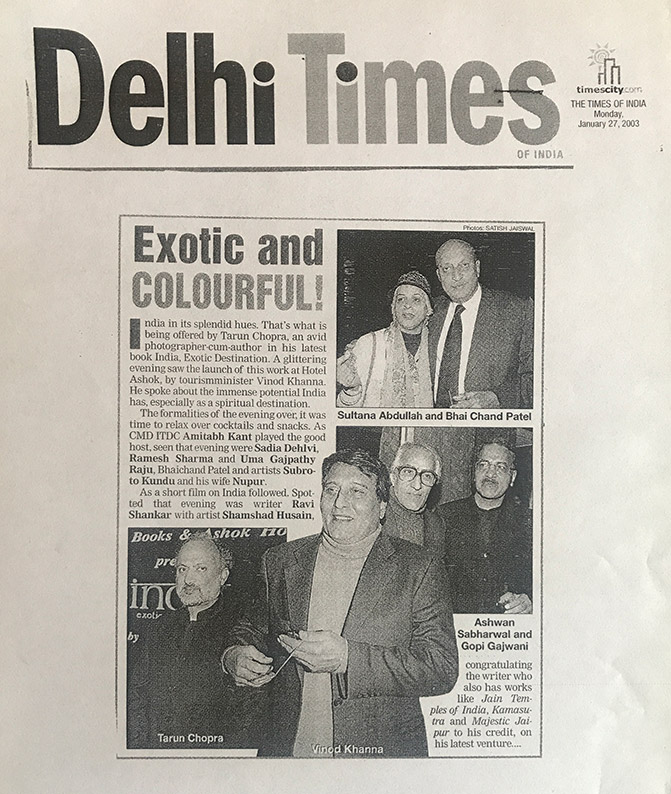 Delhi Times
OF INDIA
timescity.com
THE TIMES OF INDIA
Monday,
January 27, 2003
Photos: SATISH JAISWAL
Exotic and
COLOURFUL!
India in its splendid hues. That's what is
being offered by Tarun Chopra, an avid
photographer-cum-author in his latest
book India, Exotic Destination. A glittering
evening saw the launch of this work at Hotel
Ashok, by tourismminister Vinod Khanna.
He spoke about the immense potential India
has, especially as a spiritual destination.
The formalities of the evening over, it was
time to relax over cocktails and snacks. As
CMD ITDC Amitabh Kant played the good
host, seen that evening were Sadia Dehlvi,
Ramesh Sharma and Uma Gajpathy
Raju, Bhaichand Patel and artists Subro-
to Kundu and his wife Nupur.
As a short film on India followed. Spot-
ted that evening was writer Ravi
Shankar with artist Shamshad Husain,
Sultana Abdullah and Bhai Chand Patel
Ashwan
Sabharwal and
Gopi Gajwani
congratulating
the writer who
also has works
like Jain Tem-
ples of India, Kamasu-
tra and Majestic Jai-
pur to his credit, on
his latest venture....
Books & Ashok Ho
pre
ind
exotic
by
Tarun Chopra
Vinod Khanna